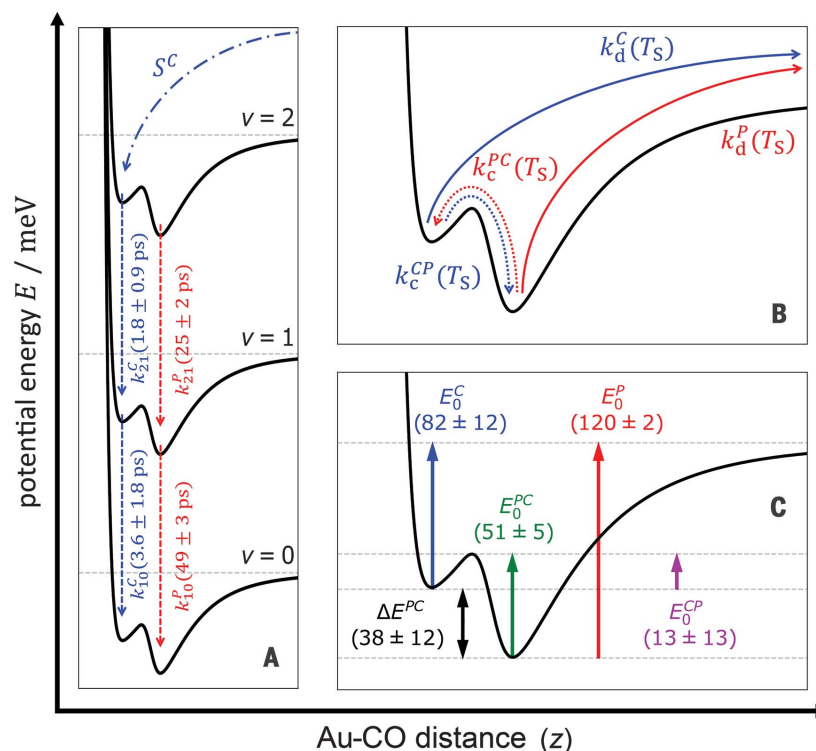 potential energy E / meV
S^C
v = 2
k_21^C (1.8 ± 0.9 ps)
k_21^P (25 ± 2 ps)
v = 1
k_10^C (3.6 ± 1.8 ps)
k_10^P (49 ± 3 ps)
v = 0
A
k_d^C (T_S)
k_d^P (T_S)
k_c^PC (T_S)
k_c^CP (T_S)
B
E_0^C
(82 ± 12)
E_0^P
(120 ± 2)
E_0^PC
(51 ± 5)
C
ΔE^PC
(38 ± 12)
E_0^CP
(13 ± 13)
Au-CO distance (z)